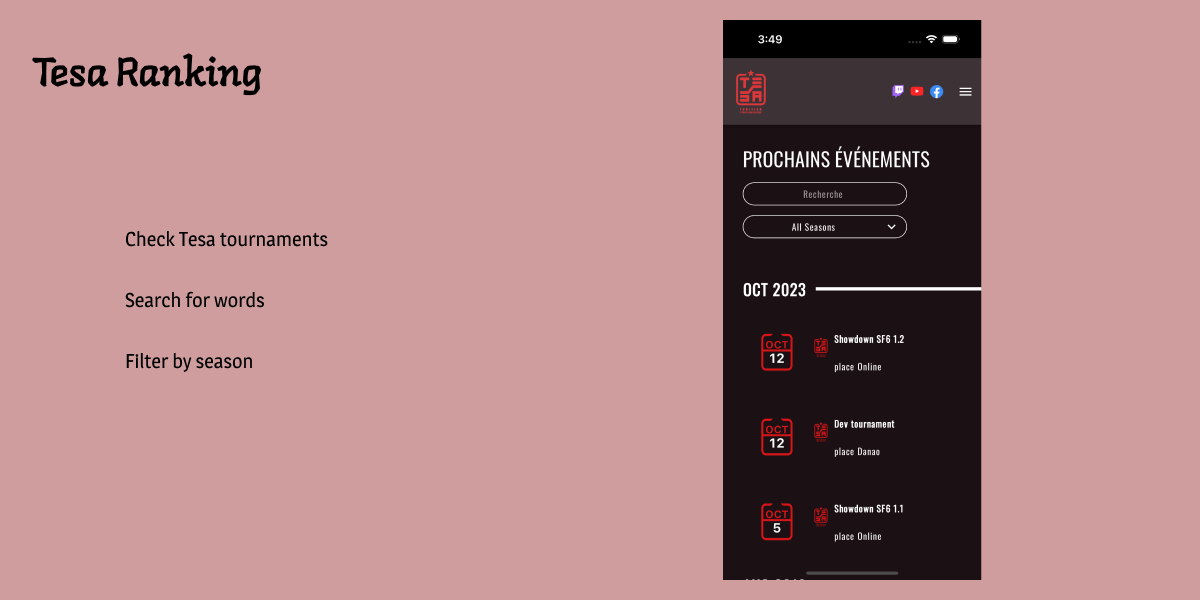 Tesa Ranking
Check Tesa tournaments
Search for words
Filter by season
3:49
TESA
PROCHAINS ÉVÉNEMENTS
Recherche
All Seasons
OCT 2023
OCT
12
Showdown SF6 1.2
place Online
OCT
12
Dev tournament
place Danao
OCT
5
Showdown SF6 1.1
place Online